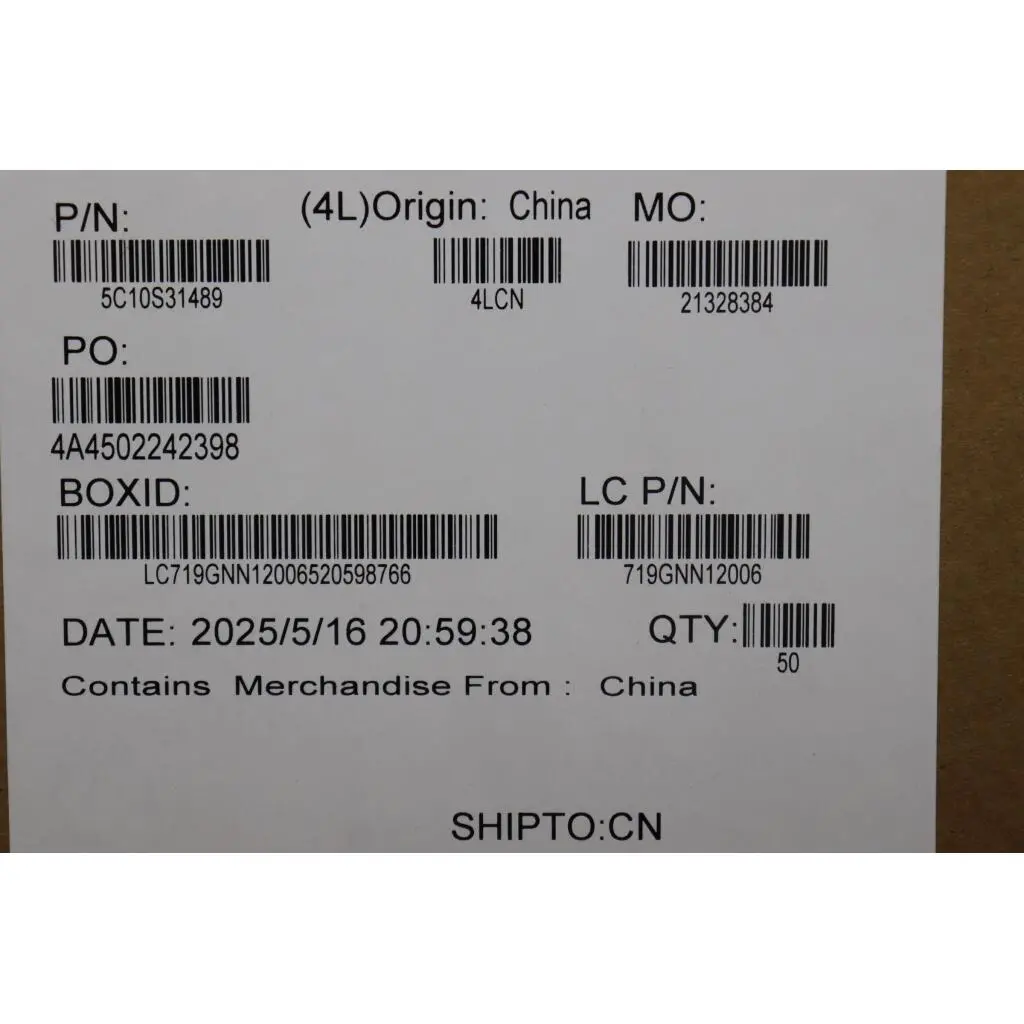 P/N:
(4L)Origin: China
MO:
5C10S31489
4LCN
21328384
PO:
4A4502242398
BOXID:
LC P/N:
LC719GNN12006520598766
719GNN12006
DATE: 2025/5/16 20:59:38
QTY:
50
Contains Merchandise From : China
SHIPTO:CN